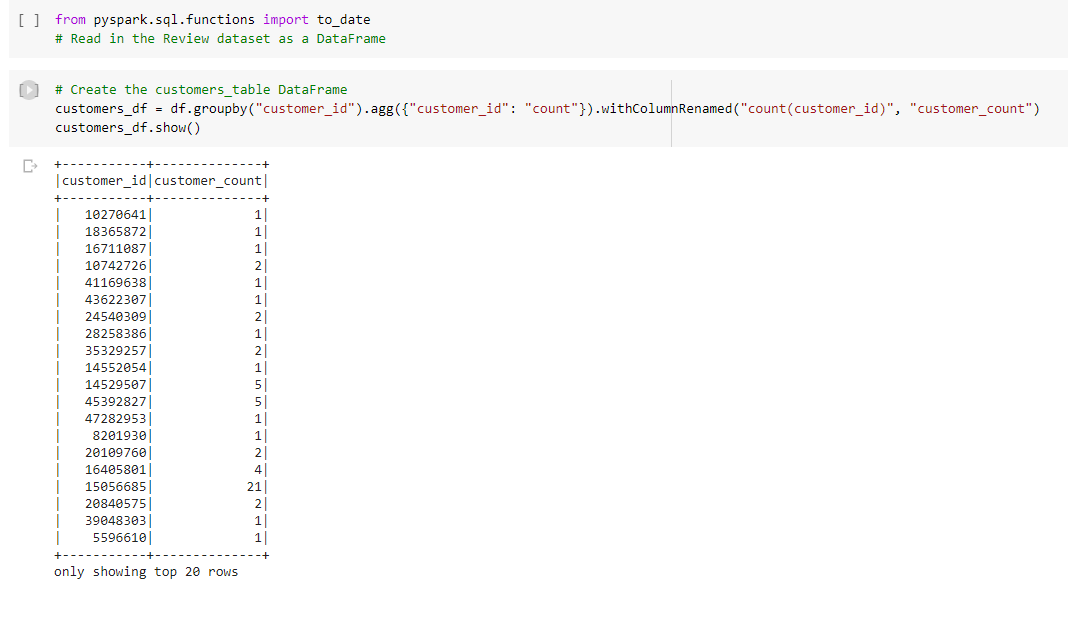 [ ] from pyspark.sql.functions import to_date
# Read in the Review dataset as a DataFrame
# Create the customers_table DataFrame
customers_df = df.groupby("customer_id").agg({"customer_id": "count"}).withColumnRenamed("count(customer_id)", "customer_count")
customers_df.show()
+-----------+--------------+
|customer_id|customer_count|
+-----------+--------------+
|   10270641|             1|
|   18365872|             1|
|   16711087|             1|
|   10742726|             2|
|   41169638|             1|
|   43622307|             1|
|   24540309|             2|
|   28258386|             1|
|   35329257|             2|
|   14552054|             1|
|   14529507|             5|
|   45392827|             5|
|   47282953|             1|
|    8201930|             1|
|   20109760|             2|
|   16405801|             4|
|   15056685|            21|
|   20840575|             2|
|   39048303|             1|
|    5596610|             1|
+-----------+--------------+
only showing top 20 rows